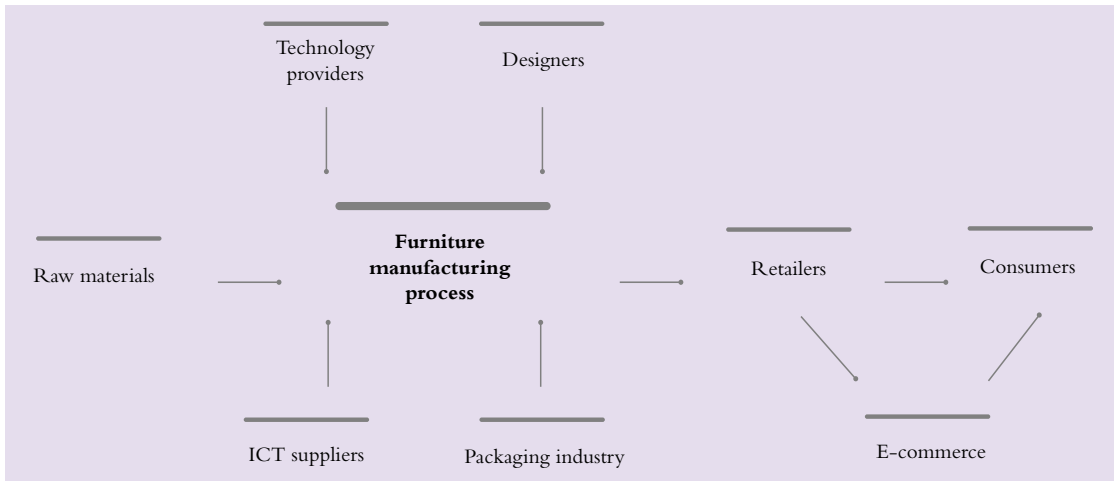 Technology
providers
Designers
Furniture
manufacturing
process
Raw materials
Retailers
Consumers
ICT suppliers
Packaging industry
E-commerce